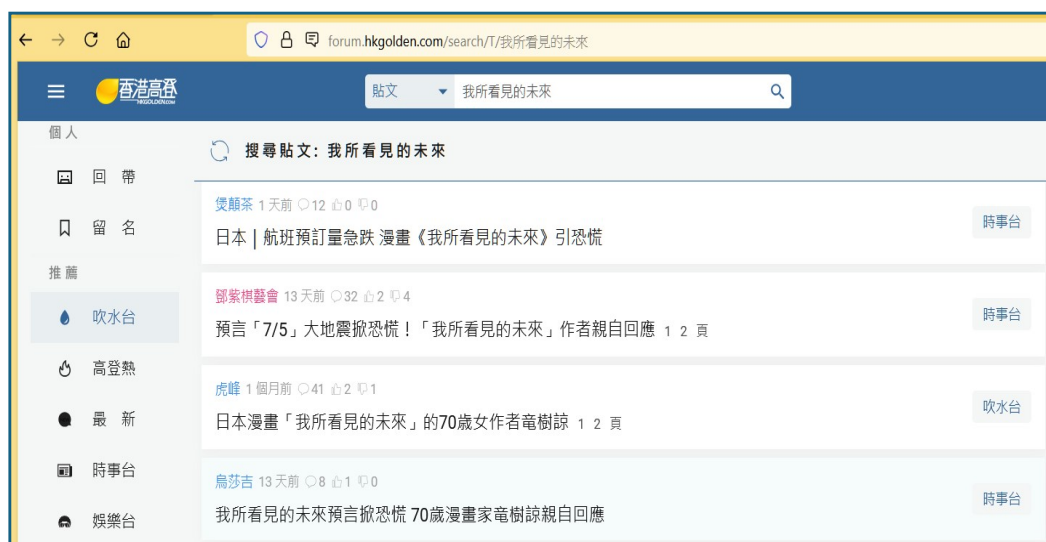 forum.hkgolden.com/search/T/我所看見的未來
香港高登
HKGOLDEN.COM
貼文
我所看見的未來
個人
回 帶
留 名
推薦
吹水台
高登熱
最 新
時事台
娛樂台
搜尋貼文: 我所看見的未來
煲顛茶 1 天前 12 0 0
日本 | 航班預訂量急跌 漫畫《我所看見的未來》引恐慌
時事台
鄧紫棋藝會 13 天前 32 2 4
預言「7/5」大地震掀恐慌！「我所看見的未來」作者親自回應 1 2 頁
時事台
虎峰 1 個月前 41 2 1
日本漫畫「我所看見的未來」的70歲女作者竜樹諒 1 2 頁
吹水台
鳥莎吉 13 天前 8 1 0
我所看見的未來預言掀恐慌 70歲漫畫家竜樹諒親自回應
時事台